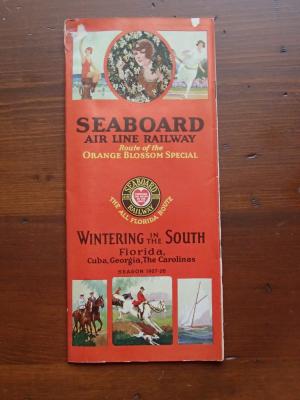 SEABOARD
AIR LINE RAILWAY
Route of the
ORANGE BLOSSOM SPECIAL
SEABOARD
RAILWAY
THE ALL FLORIDA ROUTE
WINTERING IN THE SOUTH
Florida,
Cuba, Georgia, The Carolinas
SEASON 1927-28